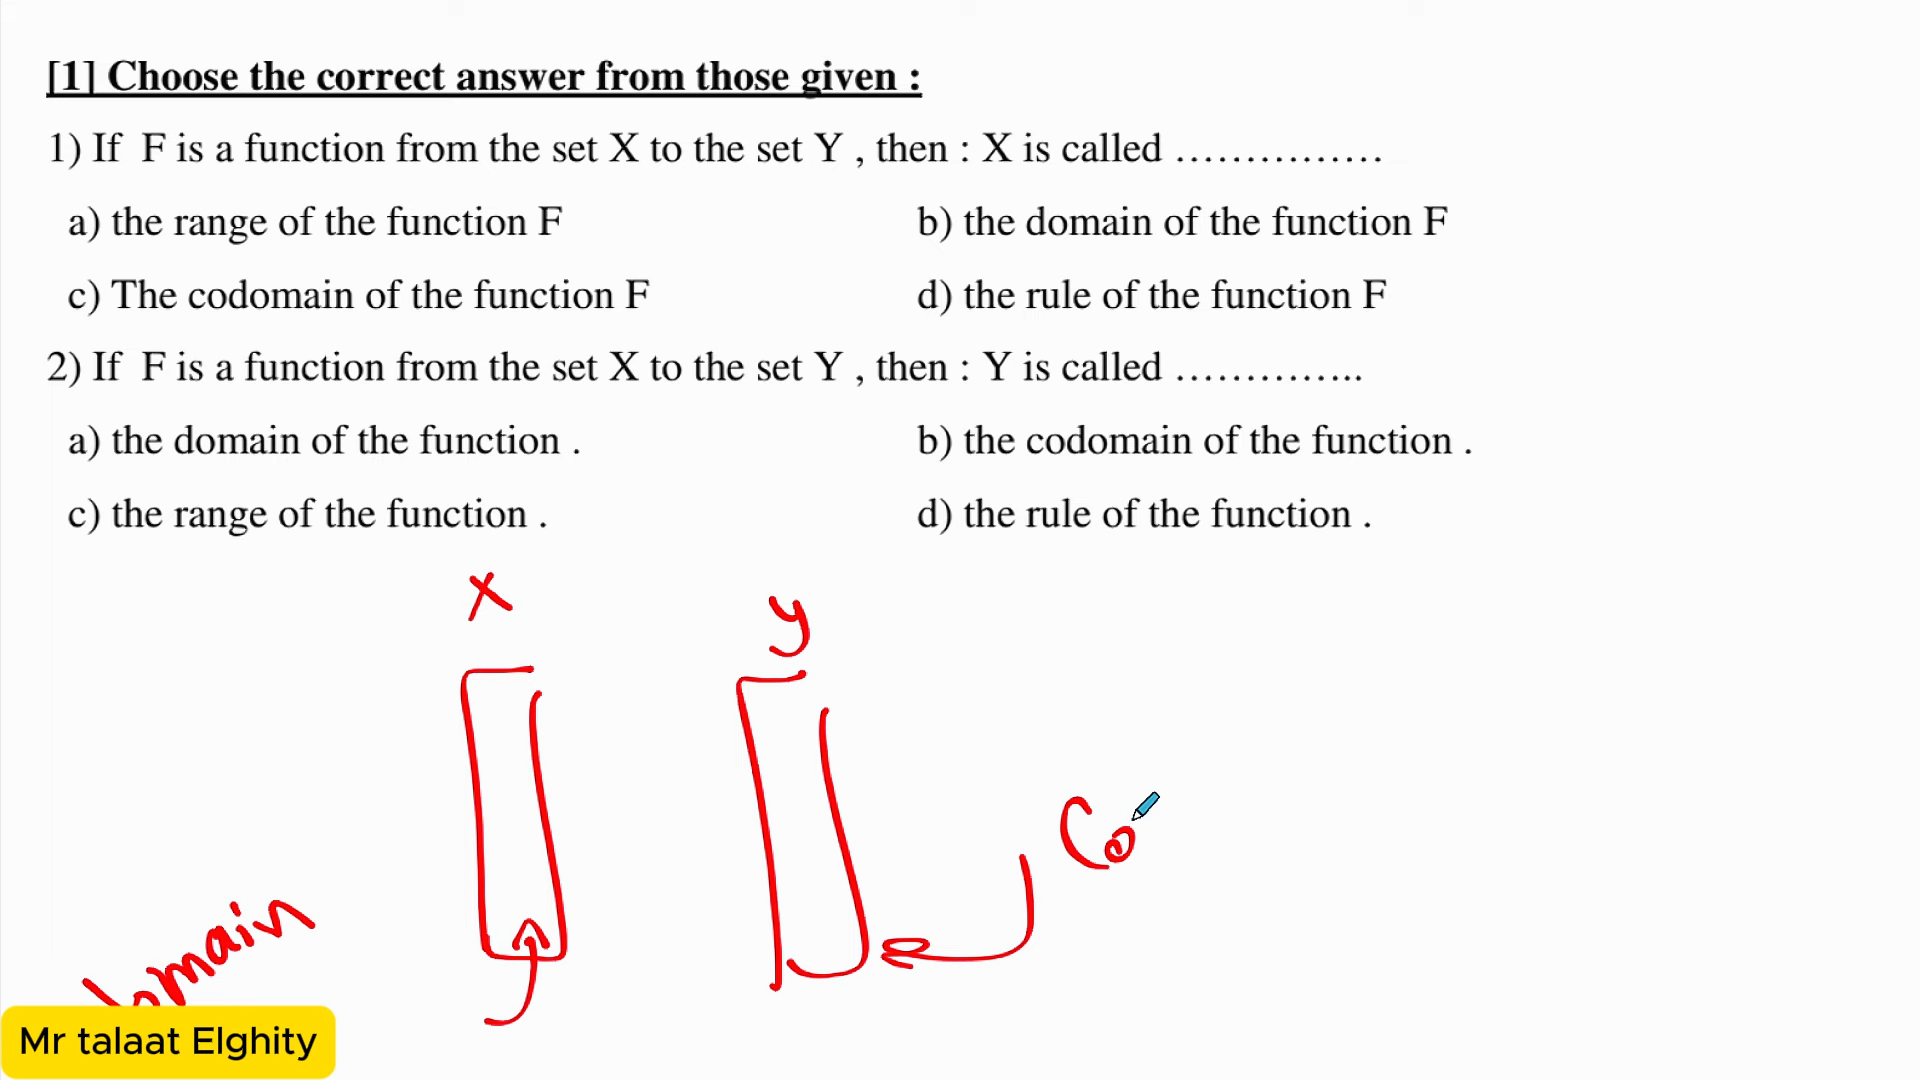 [1] Choose the correct answer from those given :
1) If F is a function from the set X to the set Y , then : X is called ...............
a) the range of the function F
b) the domain of the function F
c) The codomain of the function F
d) the rule of the function F
2) If F is a function from the set X to the set Y , then : Y is called ..............
a) the domain of the function .
b) the codomain of the function .
c) the range of the function .
d) the rule of the function .
x
y
Co
domain
Mr talaat Elghity